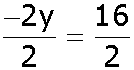 -2y/2 = 16/2